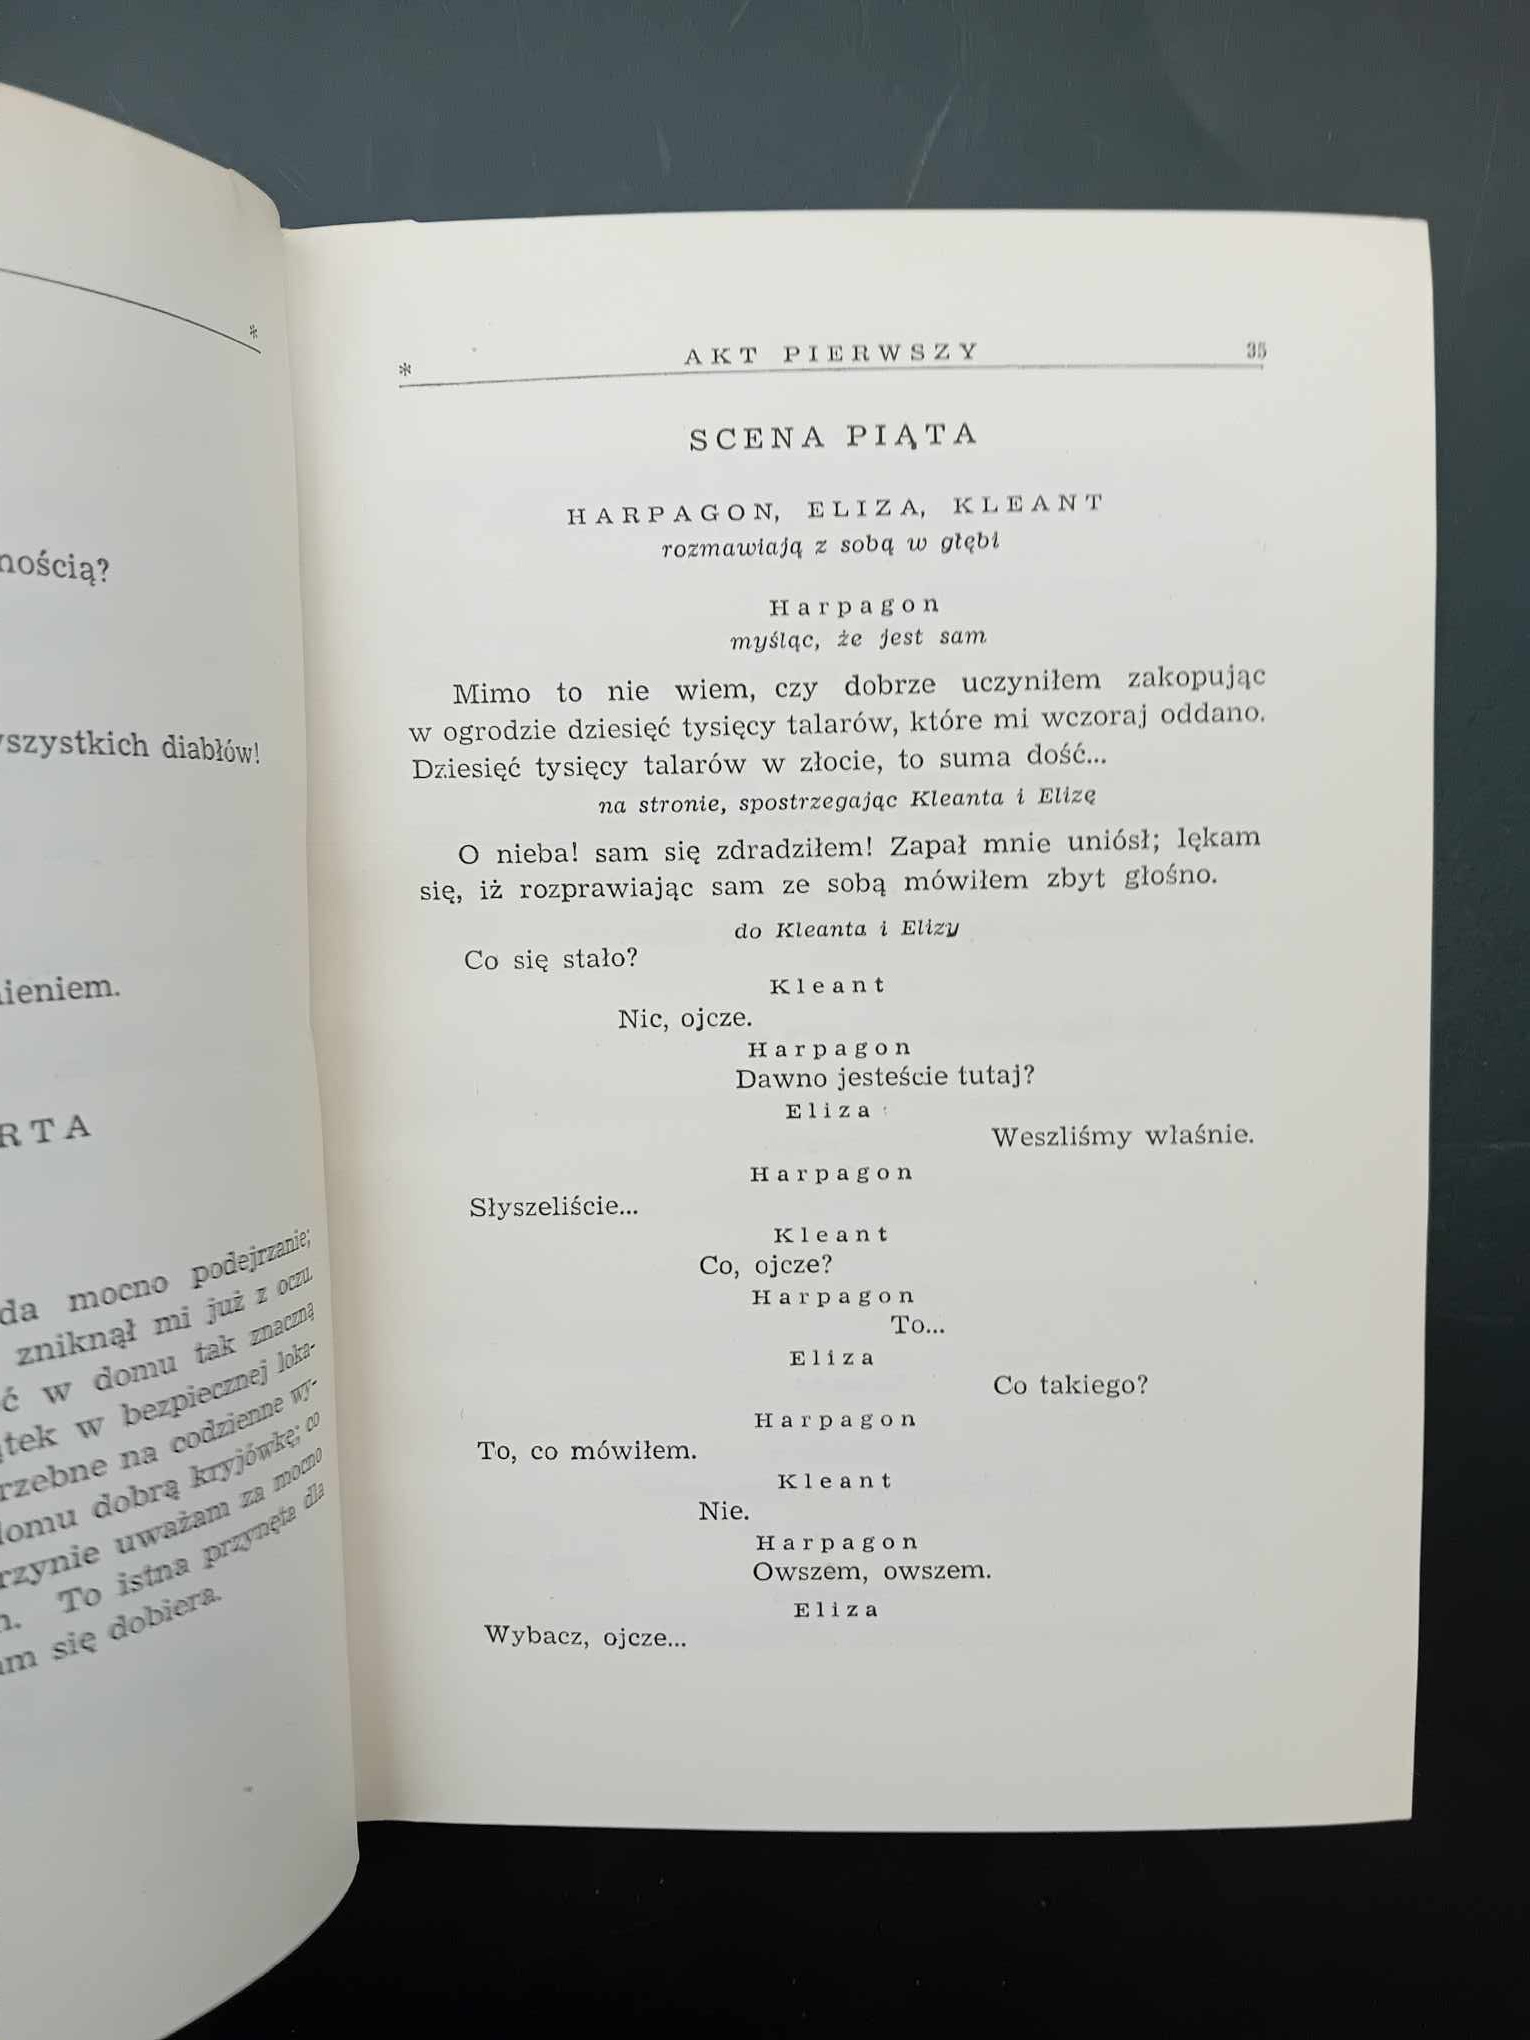 *
nością?
wszystkich diabłów!
nieniem.
RTA
da mocno podejrzanie;
zniknął mi już z oczu
ć w domu tak znaczną
tek w bezpiecznej loka-
rzebne na codzienne wy-
domu dobrą kryjówkę; co
rzynie uważam za mocno
To istna przynęta dla
się dobiera.
* AKT PIERWSZY 35
SCENA PIĄTA
HARPAGON, ELIZA, KLEANT
rozmawiają z sobą w głębi
Harpagon
myśląc, że jest sam
Mimo to nie wiem, czy dobrze uczyniłem zakopując
w ogrodzie dziesięć tysięcy talarów, które mi wczoraj oddano.
Dziesięć tysięcy talarów w złocie, to suma dość...
na stronie, spostrzegając Kleanta i Elizę
O nieba! sam się zdradziłem! Zapał mnie uniósł; lękam
się, iż rozprawiając sam ze sobą mówiłem zbyt głośno.
do Kleanta i Elizy
Co się stało?
Kleant
Nic, ojcze.
Harpagon
Dawno jesteście tutaj?
Eliza
Weszliśmy właśnie.
Harpagon
Słyszeliście...
Kleant
Co, ojcze?
Harpagon
To...
Eliza
Co takiego?
Harpagon
To, co mówiłem.
Kleant
Nie.
Harpagon
Owszem, owszem.
Eliza
Wybacz, ojcze...